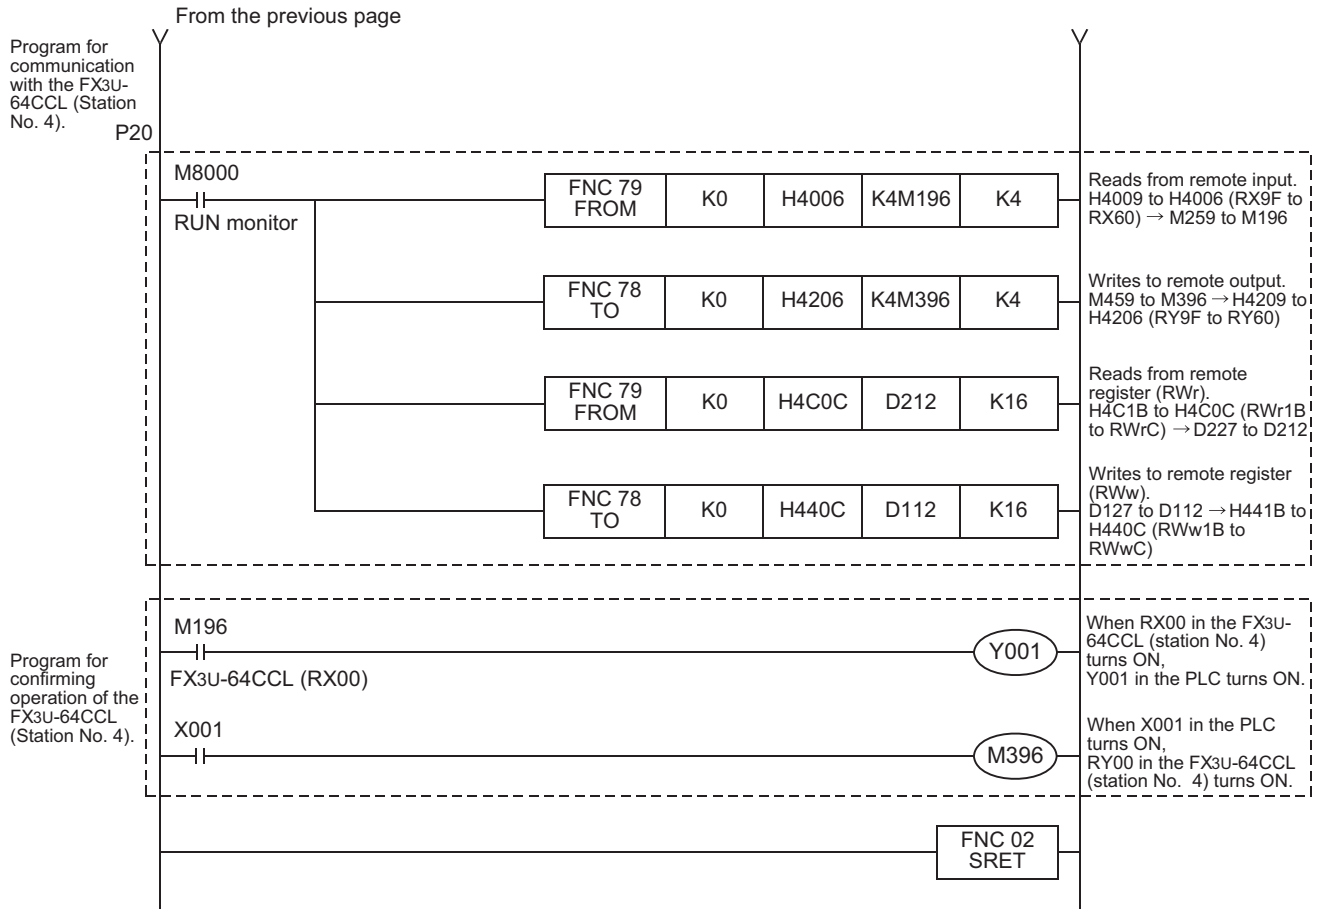 From the previous page
Program for
communication
with the FX3U-
64CCL (Station
No. 4).
P20
M8000
RUN monitor
FNC 79
FROM
K0
H4006
K4M196
K4
Reads from remote input.
H4009 to H4006 (RX9F to
RX60) → M259 to M196
FNC 78
TO
K0
H4206
K4M396
K4
Writes to remote output.
M459 to M396 → H4209 to
H4206 (RY9F to RY60)
FNC 79
FROM
K0
H4C0C
D212
K16
Reads from remote
register (RWr).
H4C1B to H4C0C (RWr1B
to RWrC) → D227 to D212
FNC 78
TO
K0
H440C
D112
K16
Writes to remote register
(RWw).
D127 to D112 → H441B to
H440C (RWw1B to
RWwC)
Program for
confirming
operation of the
FX3U-64CCL
(Station No. 4).
M196
FX3U-64CCL (RX00)
Y001
When RX00 in the FX3U-
64CCL (station No. 4)
turns ON,
Y001 in the PLC turns ON.
X001
M396
When X001 in the PLC
turns ON,
RY00 in the FX3U-64CCL
(station No. 4) turns ON.
FNC 02
SRET